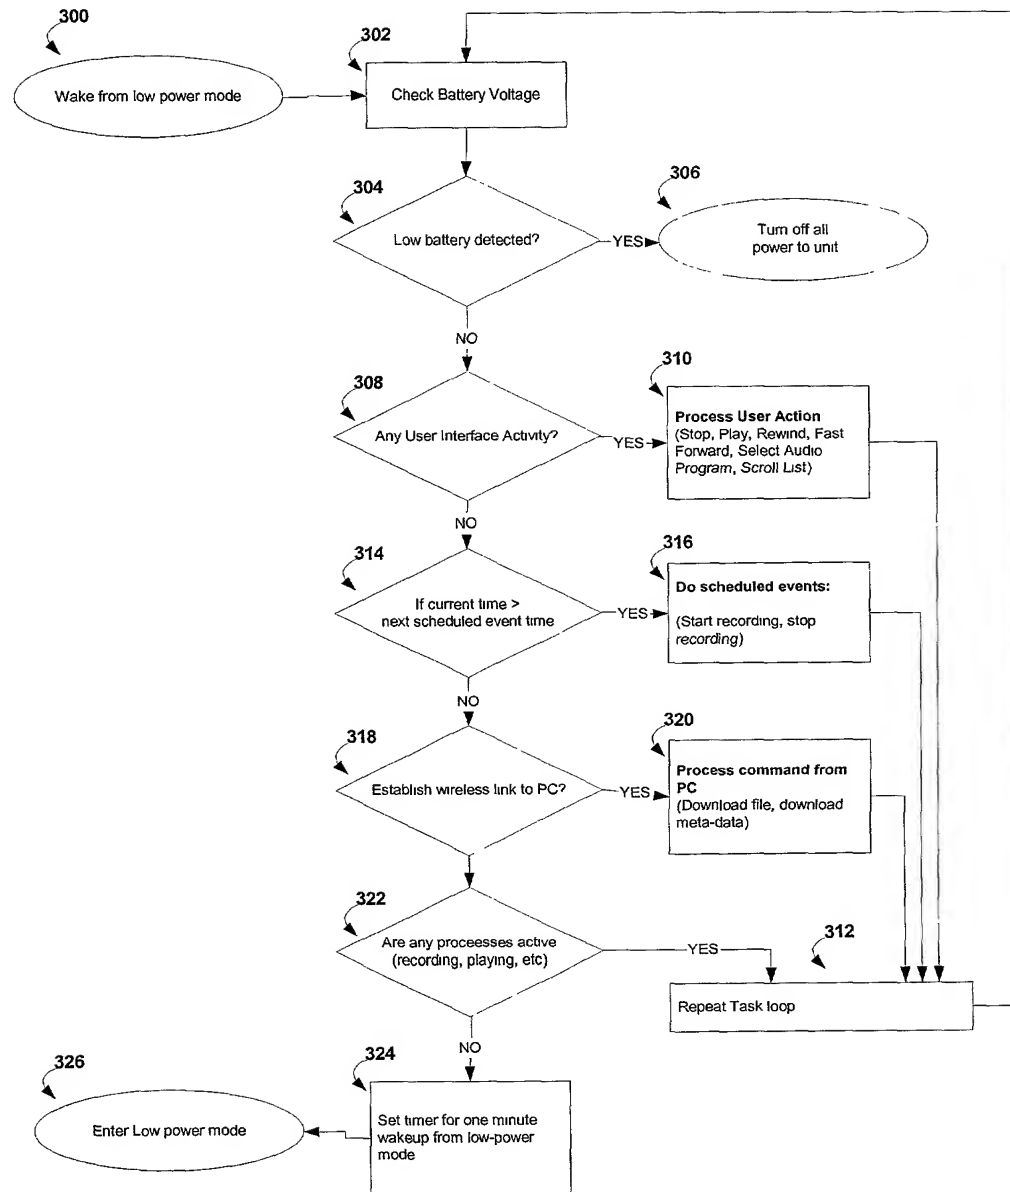 300
Wake from low power mode
302
Check Battery Voltage
304
Low battery detected?
YES
306
Turn off all
power to unit
NO
308
Any User Interface Activity?
YES
310
Process User Action
(Stop, Play, Rewind, Fast
Forward, Select Audio
Program, Scroll List)
NO
314
If current time >
next scheduled event time
YES
316
Do scheduled events:
(Start recording, stop
recording)
NO
318
Establish wireless link to PC?
YES
320
Process command from
PC
(Download file, download
meta-data)
322
Are any proceesses active
(recording, playing, etc)
YES
312
Repeat Task loop
NO
324
Set timer for one minute
wakeup from low-power
mode
326
Enter Low power mode